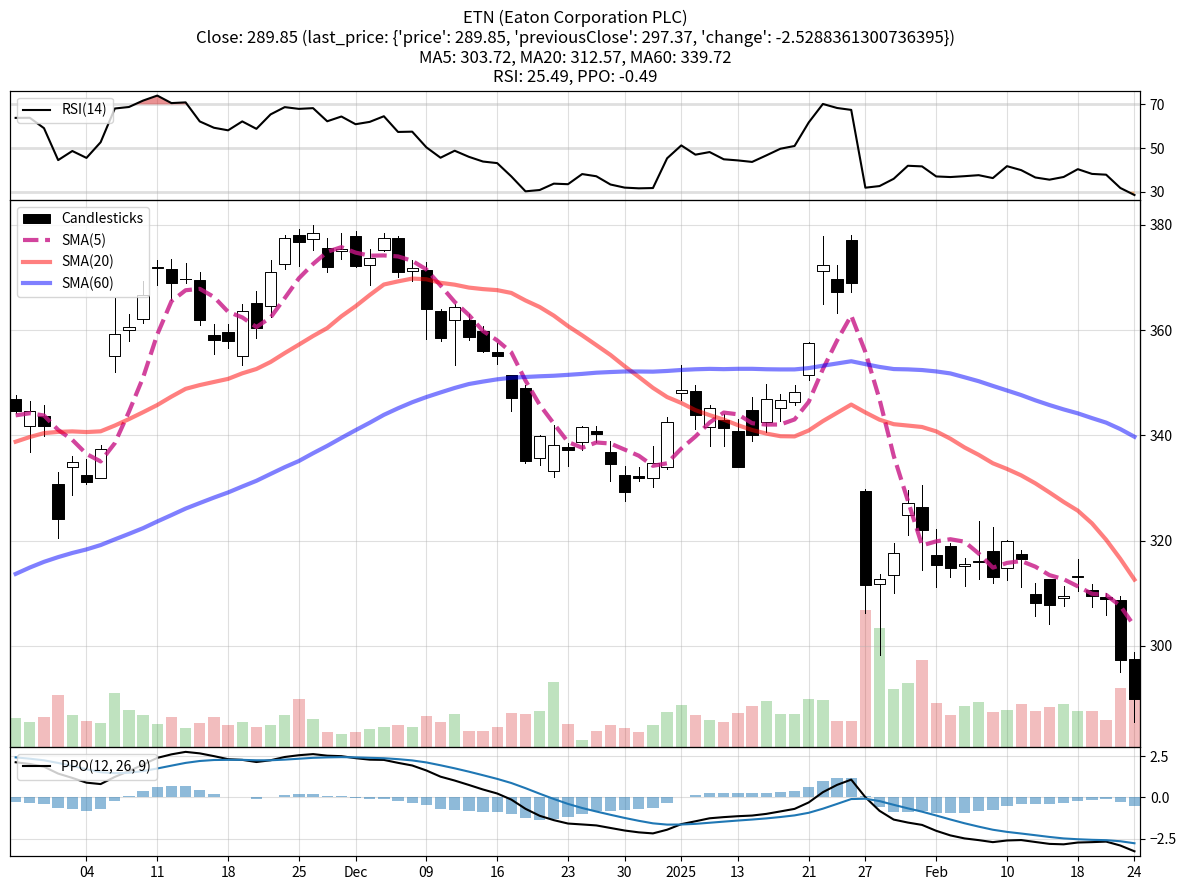 ETN (Eaton Corporation PLC)
Close: 289.85 (last_price: {'price': 289.85, 'previousClose': 297.37, 'change': -2.5288361300736395})
MA5: 303.72, MA20: 312.57, MA60: 339.72
RSI: 25.49, PPO: -0.49
RSI(14)
70
50
30
Candlesticks
SMA(5)
SMA(20)
SMA(60)
380
360
340
320
300
PPO(12, 26, 9)
2.5
0.0
−2.5
04 11 18 25 Dec 09 16 23 30 2025 13 21 27 Feb 10 18 24